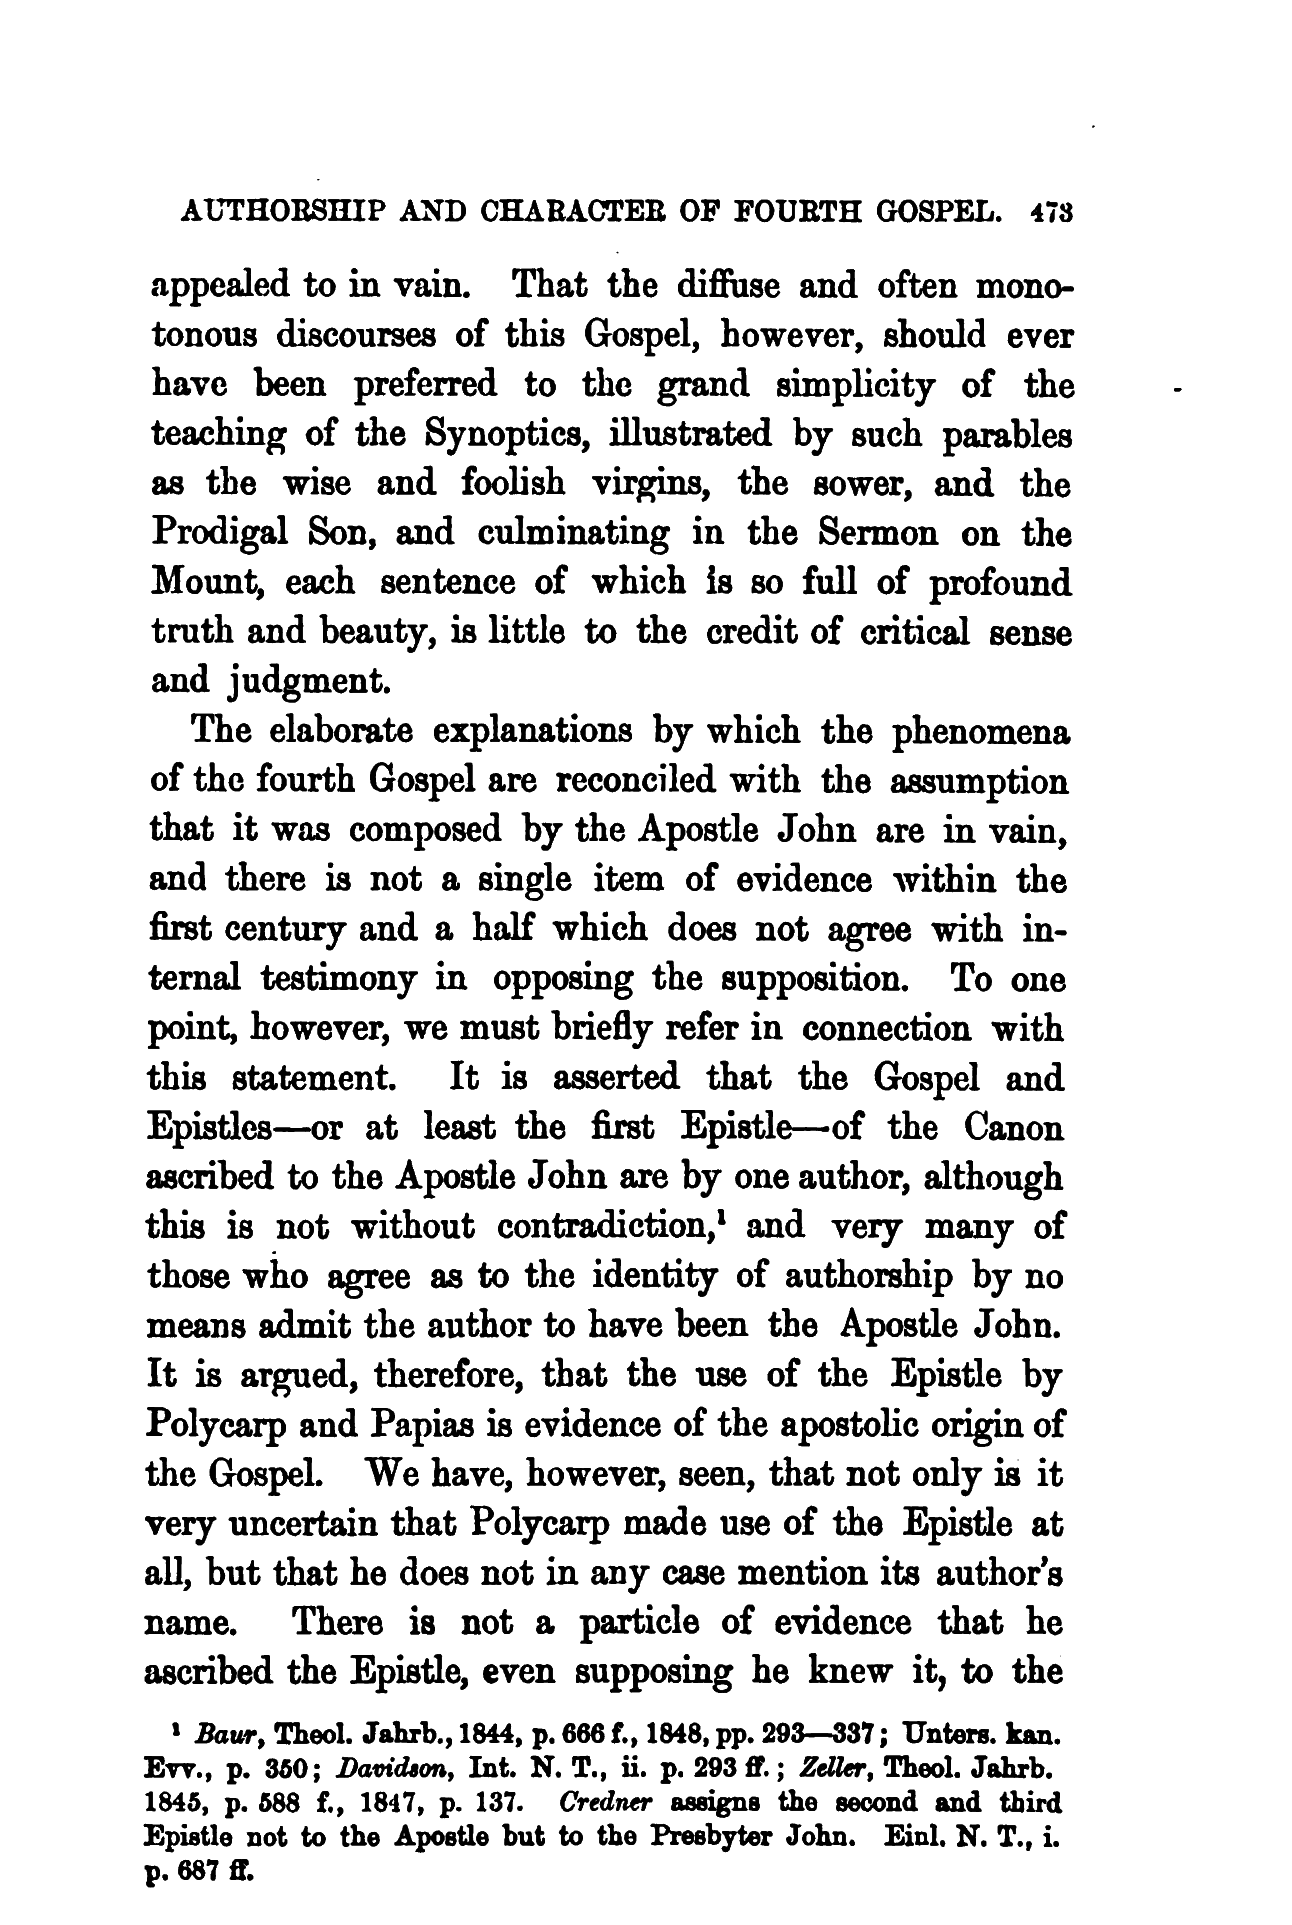 AUTHORSHIP AND CHARACTER OF FOURTH GOSPEL. 473
appealed to in vain. That the diffuse and often mono-
tonous discourses of this Gospel, however, should ever
have been preferred to the grand simplicity of the
teaching of the Synoptics, illustrated by such parables
as the wise and foolish virgins, the sower, and the
Prodigal Son, and culminating in the Sermon on the
Mount, each sentence of which is so full of profound
truth and beauty, is little to the credit of critical sense
and judgment.
The elaborate explanations by which the phenomena
of the fourth Gospel are reconciled with the assumption
that it was composed by the Apostle John are in vain,
and there is not a single item of evidence within the
first century and a half which does not agree with in-
ternal testimony in opposing the supposition. To one
point, however, we must briefly refer in connection with
this statement. It is asserted that the Gospel and
Epistles—or at least the first Epistle—of the Canon
ascribed to the Apostle John are by one author, although
this is not without contradiction,¹ and very many of
those who agree as to the identity of authorship by no
means admit the author to have been the Apostle John.
It is argued, therefore, that the use of the Epistle by
Polycarp and Papias is evidence of the apostolic origin of
the Gospel. We have, however, seen, that not only is it
very uncertain that Polycarp made use of the Epistle at
all, but that he does not in any case mention its author's
name. There is not a particle of evidence that he
ascribed the Epistle, even supposing he knew it, to the
¹ Baur, Theol. Jahrb., 1844, p. 666 f., 1848, pp. 293—337; Unters. kan.
Evv., p. 350; Davidson, Int. N. T., ii. p. 293 ff.; Zeller, Theol. Jahrb.
1845, p. 588 f., 1847, p. 137. Credner assigns the second and third
Epistle not to the Apostle but to the Presbyter John. Einl. N. T., i.
p. 687 ff.